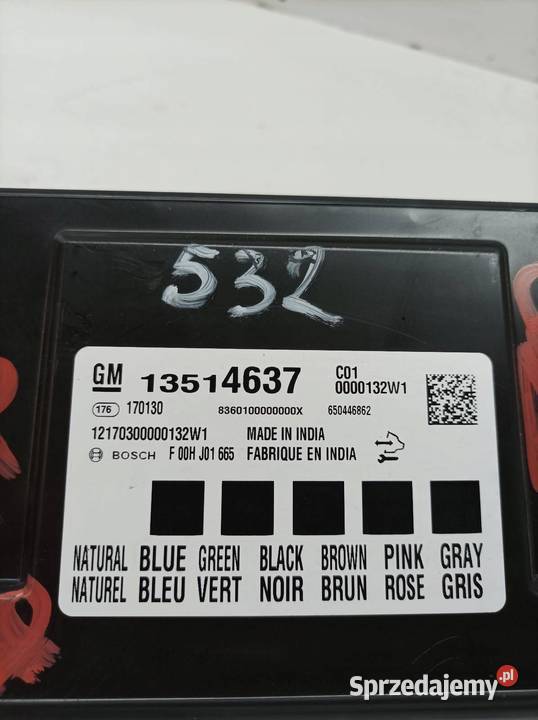 532
GM 13514637 C01
0000132W1
176 170130 8360100000000X 650446862
12170300000132W1 MADE IN INDIA
BOSCH F 00H J01 665 FABRIQUE EN INDIA
NATURAL BLUE GREEN BLACK BROWN PINK GRAY
NATUREL BLEU VERT NOIR BRUN ROSE GRIS
Sprzedajemy.pl